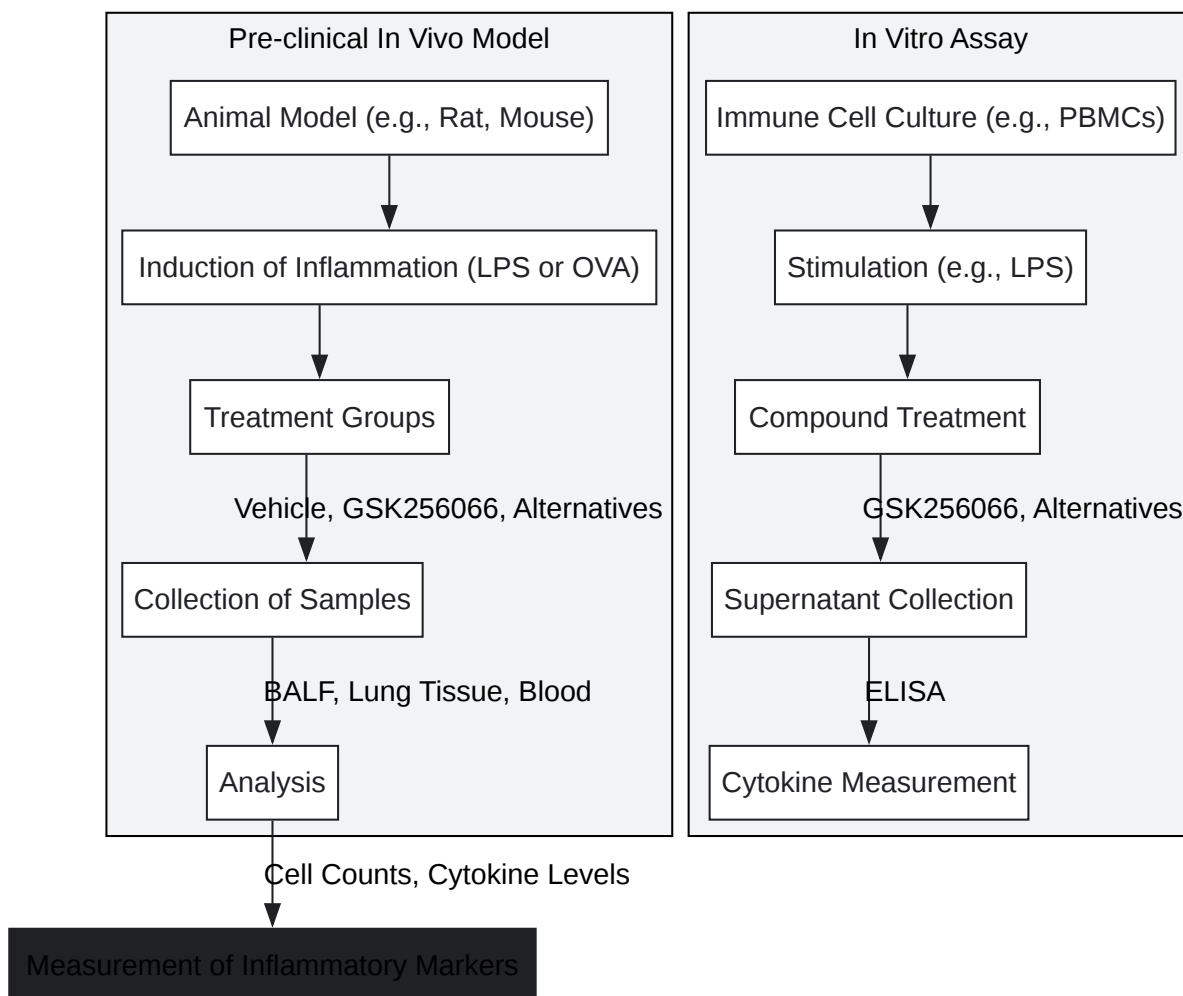 Pre-clinical In Vivo Model
Animal Model (e.g., Rat, Mouse)
Induction of Inflammation (LPS or OVA)
Treatment Groups
Vehicle, GSK256066, Alternatives
Collection of Samples
BALF, Lung Tissue, Blood
Analysis
Cell Counts, Cytokine Levels
Measurement of Inflammatory Markers
In Vitro Assay
Immune Cell Culture (e.g., PBMCs)
Stimulation (e.g., LPS)
Compound Treatment
GSK256066, Alternatives
Supernatant Collection
ELISA
Cytokine Measurement